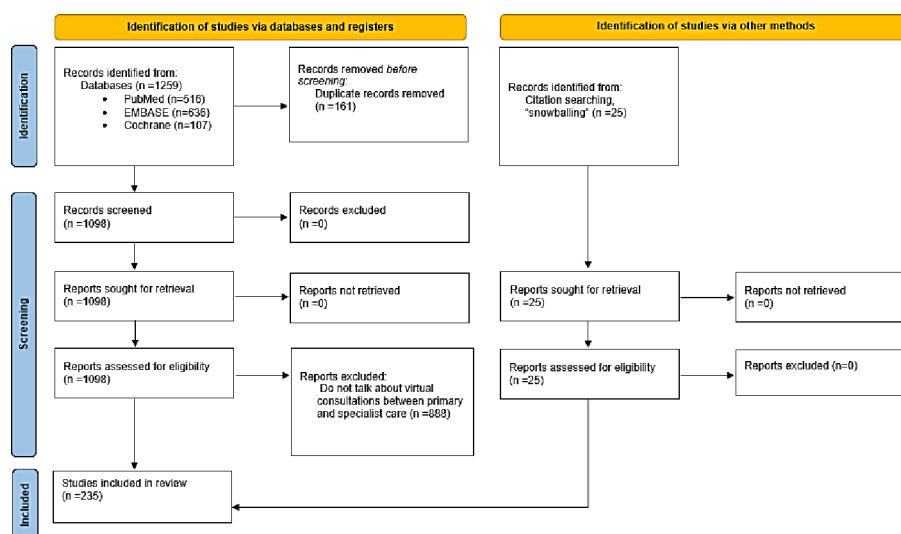 Identification of studies via databases and registers
Identification of studies via other methods
Identification
Records identified from:
Databases (n =1259)
• PubMed (n=516)
• EMBASE (n=636)
• Cochrane (n=107)
Records removed before
screening:
Duplicate records removed
(n =161)
Records identified from:
Citation searching,
“snowballing” (n =25)
Screening
Records screened
(n =1098)
Records excluded
(n =0)
Reports sought for retrieval
(n =1098)
Reports not retrieved
(n =0)
Reports sought for retrieval
(n =25)
Reports not retrieved
(n =0)
Reports assessed for eligibility
(n =1098)
Reports excluded:
Do not talk about virtual
consultations between primary
and specialist care (n =888)
Reports assessed for eligibility
(n =25)
Reports excluded (n=0)
Included
Studies included in review
(n =235)